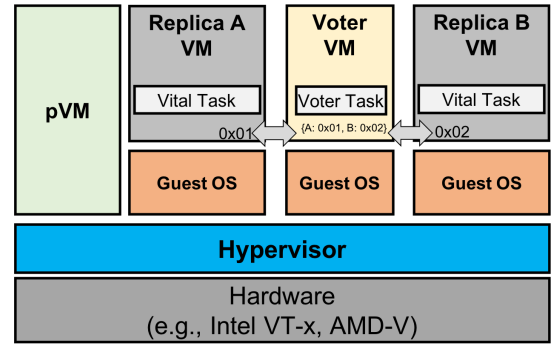 pVM
Replica A
VM
Vital Task
0x01
Voter
VM
Voter Task
{A: 0x01, B: 0x02}
Replica B
VM
Vital Task
0x02
Guest OS
Guest OS
Guest OS
Hypervisor
Hardware
(e.g., Intel VT-x, AMD-V)